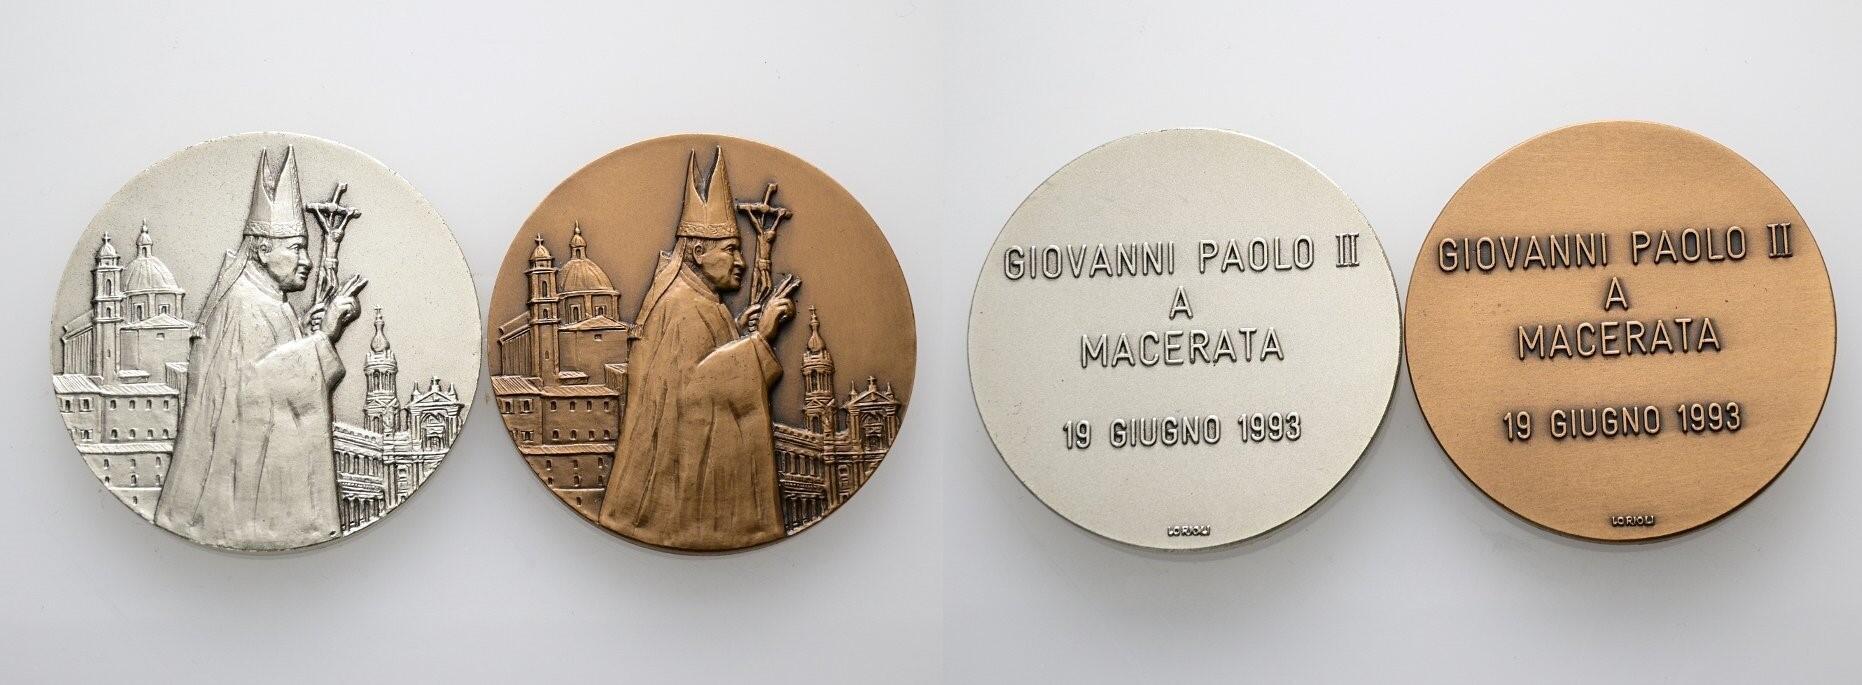 GIOVANNI PAOLO II
A
MACERATA
19 GIUGNO 1993
LORIOLI
GIOVANNI PAOLO II
A
MACERATA
19 GIUGNO 1993
LORIOLI